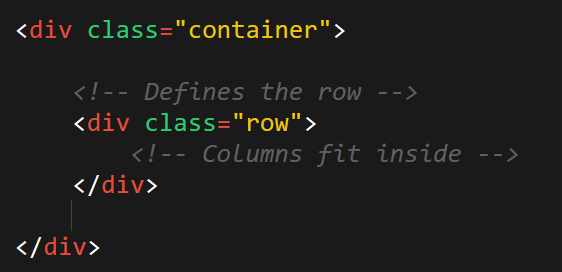 <div class="container">
<!-- Defines the row -->
<div class="row">
<!-- Columns fit inside -->
</div>
</div>